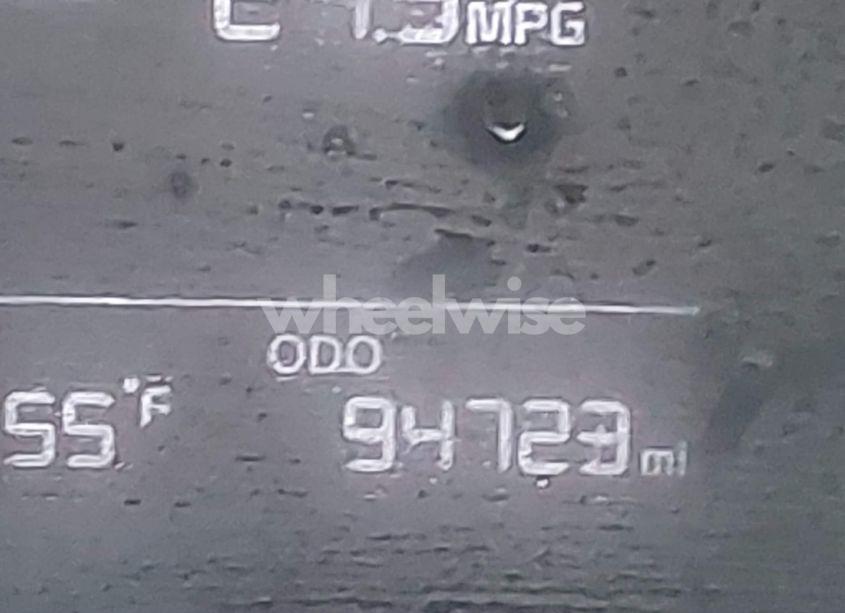 MPG
wheelwise
ODO
55°F 94723 mi